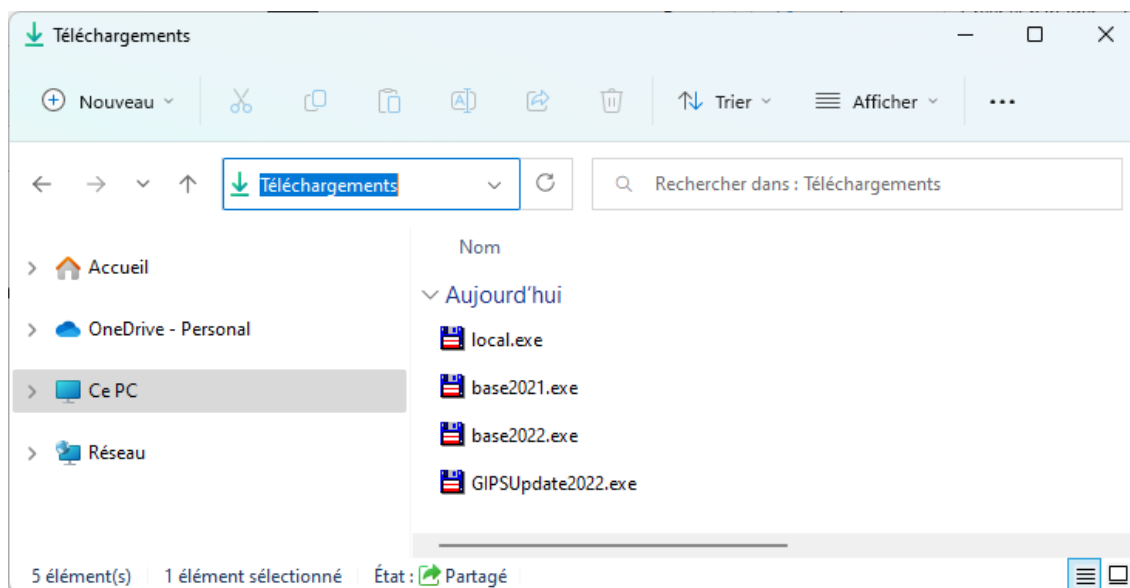 Téléchargements
Nouveau
Trier
Afficher
Téléchargements
Rechercher dans : Téléchargements
Accueil
OneDrive - Personal
Ce PC
Réseau
Nom
Aujourd'hui
local.exe
base2021.exe
base2022.exe
GIPSUpdate2022.exe
5 élément(s) 1 élément sélectionné État : Partagé